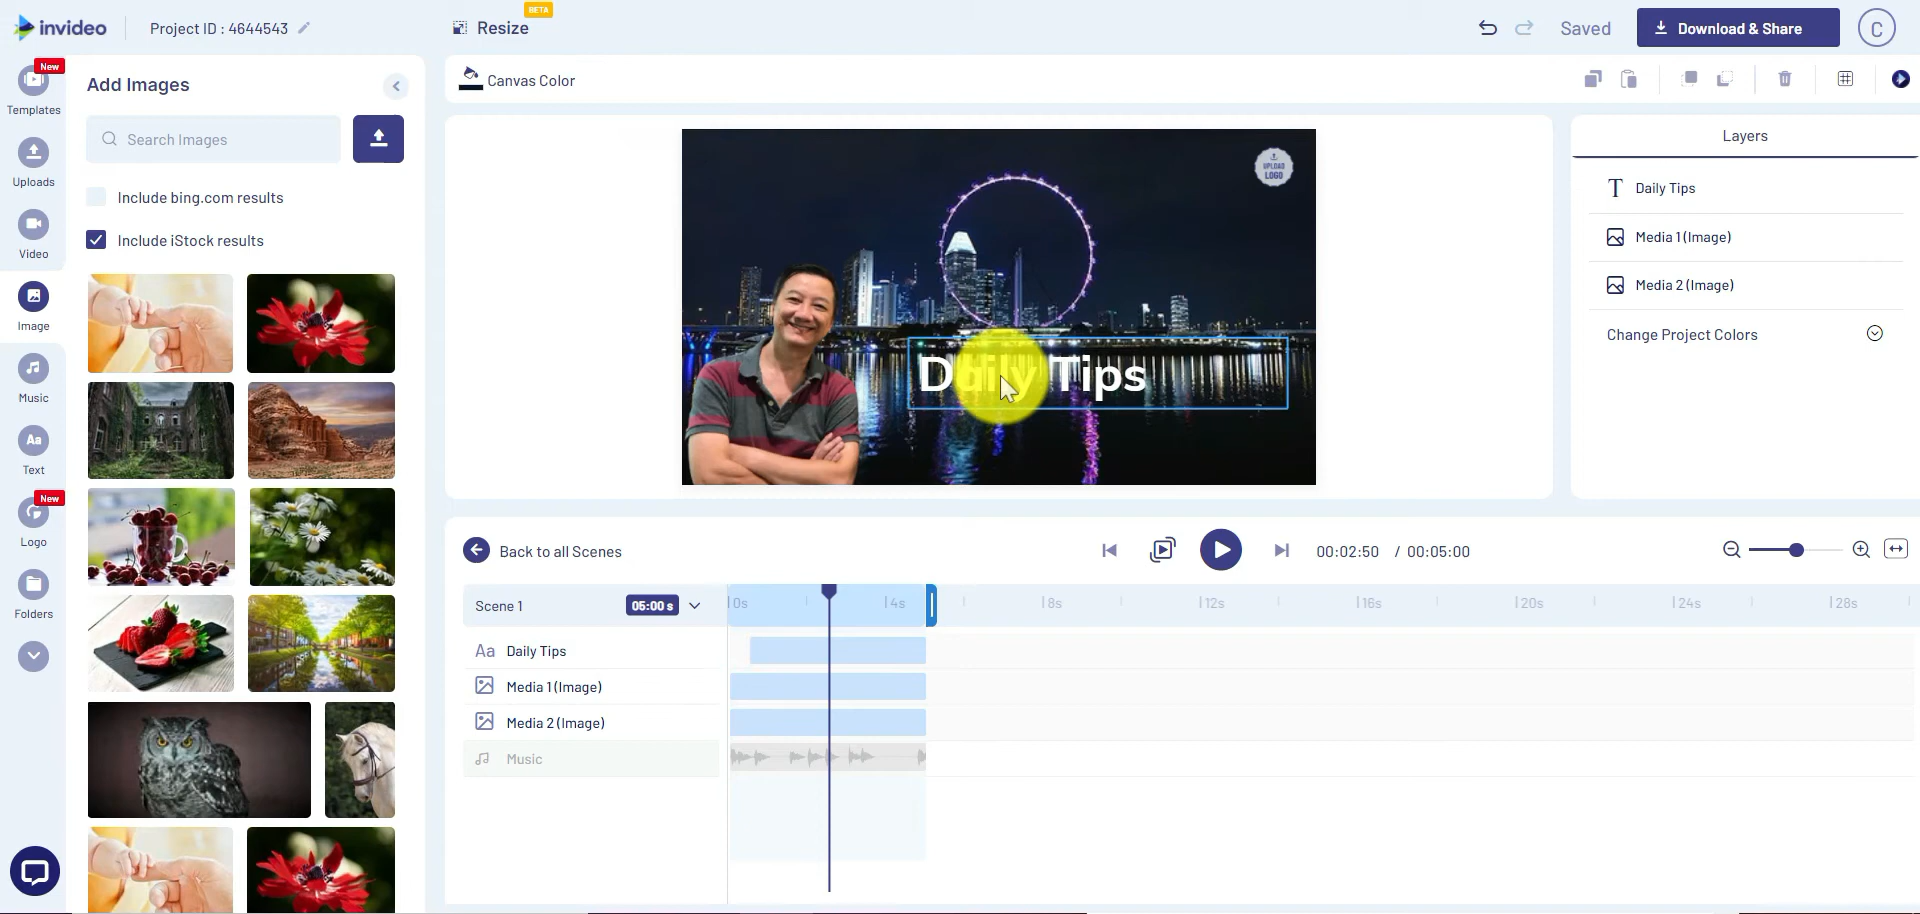 invideo
Project ID : 4644543
Resize
BETA
Saved
Download & Share
C
New
Templates
Uploads
Video
Image
Music
Aa
Text
New
Logo
Folders
Add Images
Search Images
Include bing.com results
Include iStock results
Canvas Color
UPLOAD
LOGO
Daily Tips
Layers
T Daily Tips
Media 1 (Image)
Media 2 (Image)
Change Project Colors
Back to all Scenes
00:02:50 / 00:05:00
Scene 1
05:00 s
0s
4s
8s
12s
16s
20s
24s
28s
Aa Daily Tips
Media 1 (Image)
Media 2 (Image)
Music